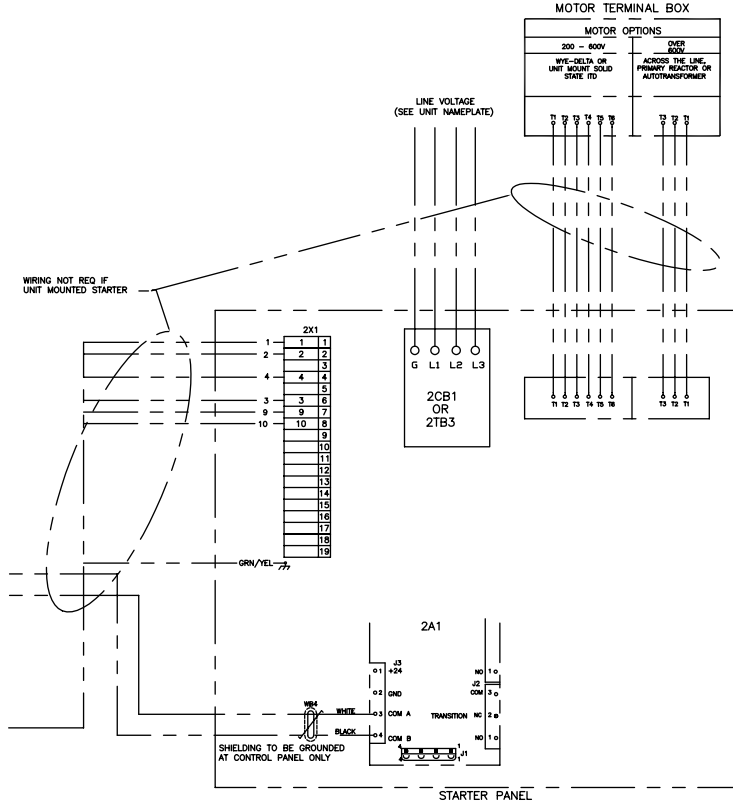 MOTOR TERMINAL BOX
MOTOR OPTIONS
200 - 600V
OVER
600V
WYE-DELTA OR
UNIT MOUNT SOLID
STATE ITD
ACROSS THE LINE,
PRIMARY REACTOR OR
AUTOTRANSFORMER
T1 T2 T3 T4 T5 T6
T3 T2 T1
LINE VOLTAGE
(SEE UNIT NAMEPLATE)
WIRING NOT REQ IF
UNIT MOUNTED STARTER
2X1
1 1 1
2 2 2
3
4 4 4
5
3 3 6
9 9 7
10 10 8
9
10
11
12
13
14
15
16
17
18
19
GRN/YEL
G L1 L2 L3
2CB1
OR
2TB3
T1 T2 T3 T4 T5 T6
T3 T2 T1
2A1
J3
1 +24
2 GND
3 COM A
4 COM B
NO 1
J2
COM 3
TRANSITION NC 2
NO 1
4 1
4 1
J1
WB4
WHITE
BLACK
SHIELDING TO BE GROUNDED
AT CONTROL PANEL ONLY
STARTER PANEL